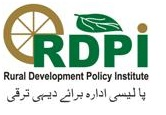 RDPi
Rural Development Policy Institute
پالیسی ادارہ برائے دیہی ترقی